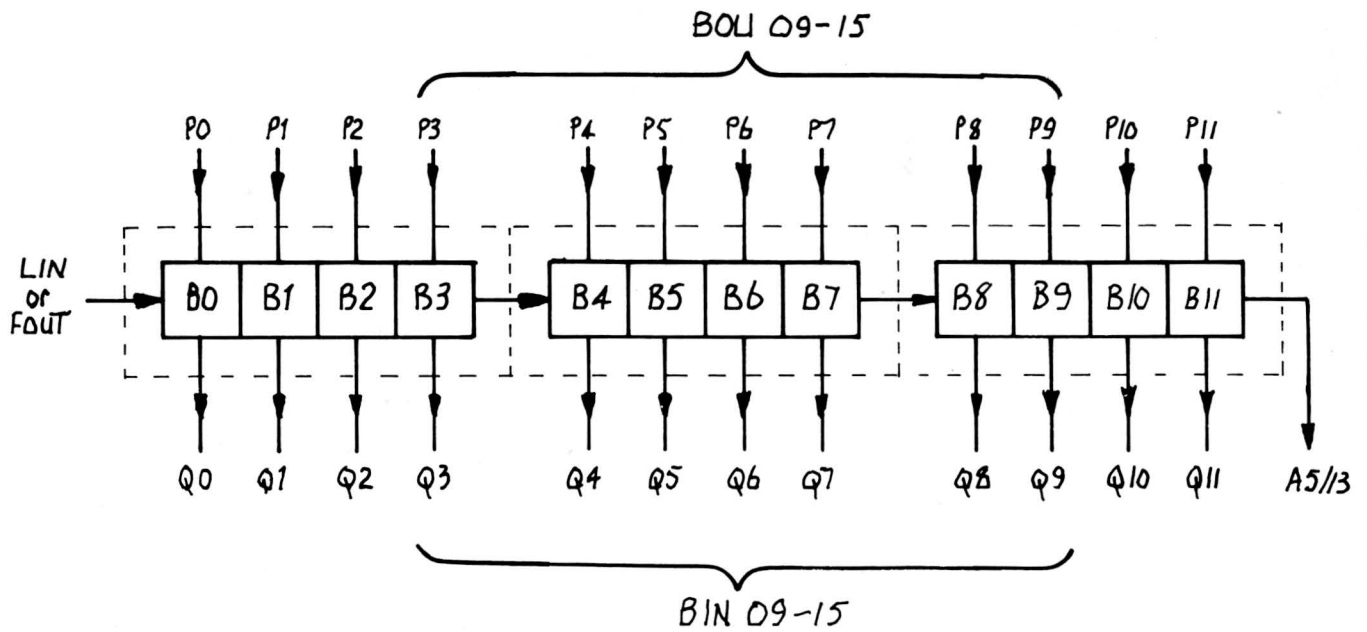 BOU 09-15
P0 P1 P2 P3 P4 P5 P6 P7 P8 P9 P10 P11
LIN
or
FOUT
B0 B1 B2 B3 B4 B5 B6 B7 B8 B9 B10 B11
Q0 Q1 Q2 Q3 Q4 Q5 Q6 Q7 Q8 Q9 Q10 Q11 A5/13
BIN 09-15